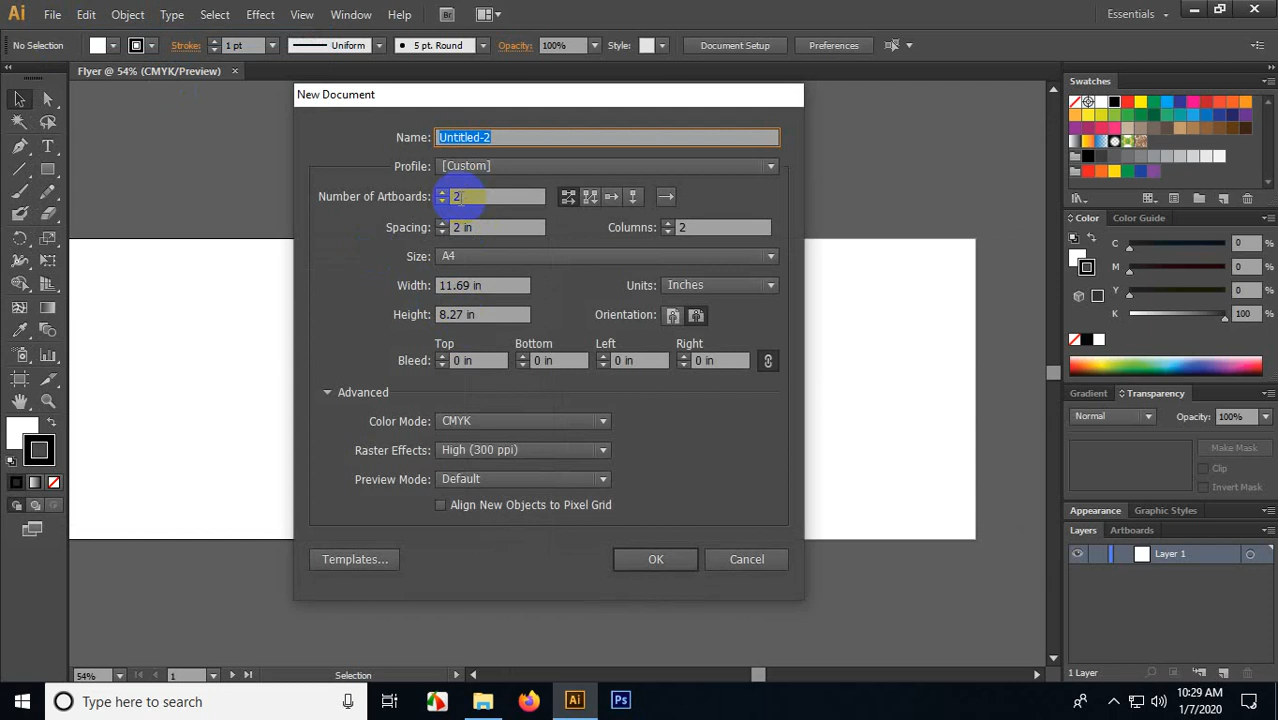 Ai File Edit Object Type Select Effect View Window Help Br Essentials
No Selection Stroke: 1 pt Uniform 5 pt. Round Opacity: 100% Style: Document Setup Preferences
Flyer @ 54% (CMYK/Preview) ×
New Document
Name: Untitled-2
Profile: [Custom]
Number of Artboards: 2
Spacing: 2 in Columns: 2
Size: A4
Width: 11.69 in Units: Inches
Height: 8.27 in Orientation:
Top Bottom Left Right
Bleed: 0 in 0 in 0 in 0 in
Advanced
Color Mode: CMYK
Raster Effects: High (300 ppi)
Preview Mode: Default
Align New Objects to Pixel Grid
Templates... OK Cancel
Swatches
Color Color Guide
C 0 %
M 0 %
Y 0 %
K 100 %
Gradient Transparency
Normal Opacity: 100%
Make Mask
Clip
Invert Mask
Appearance Graphic Styles
Layers Artboards
Layer 1
1 Layer
54% 1 Selection
Type here to search Ai Ps 10:29 AM
1/7/2020